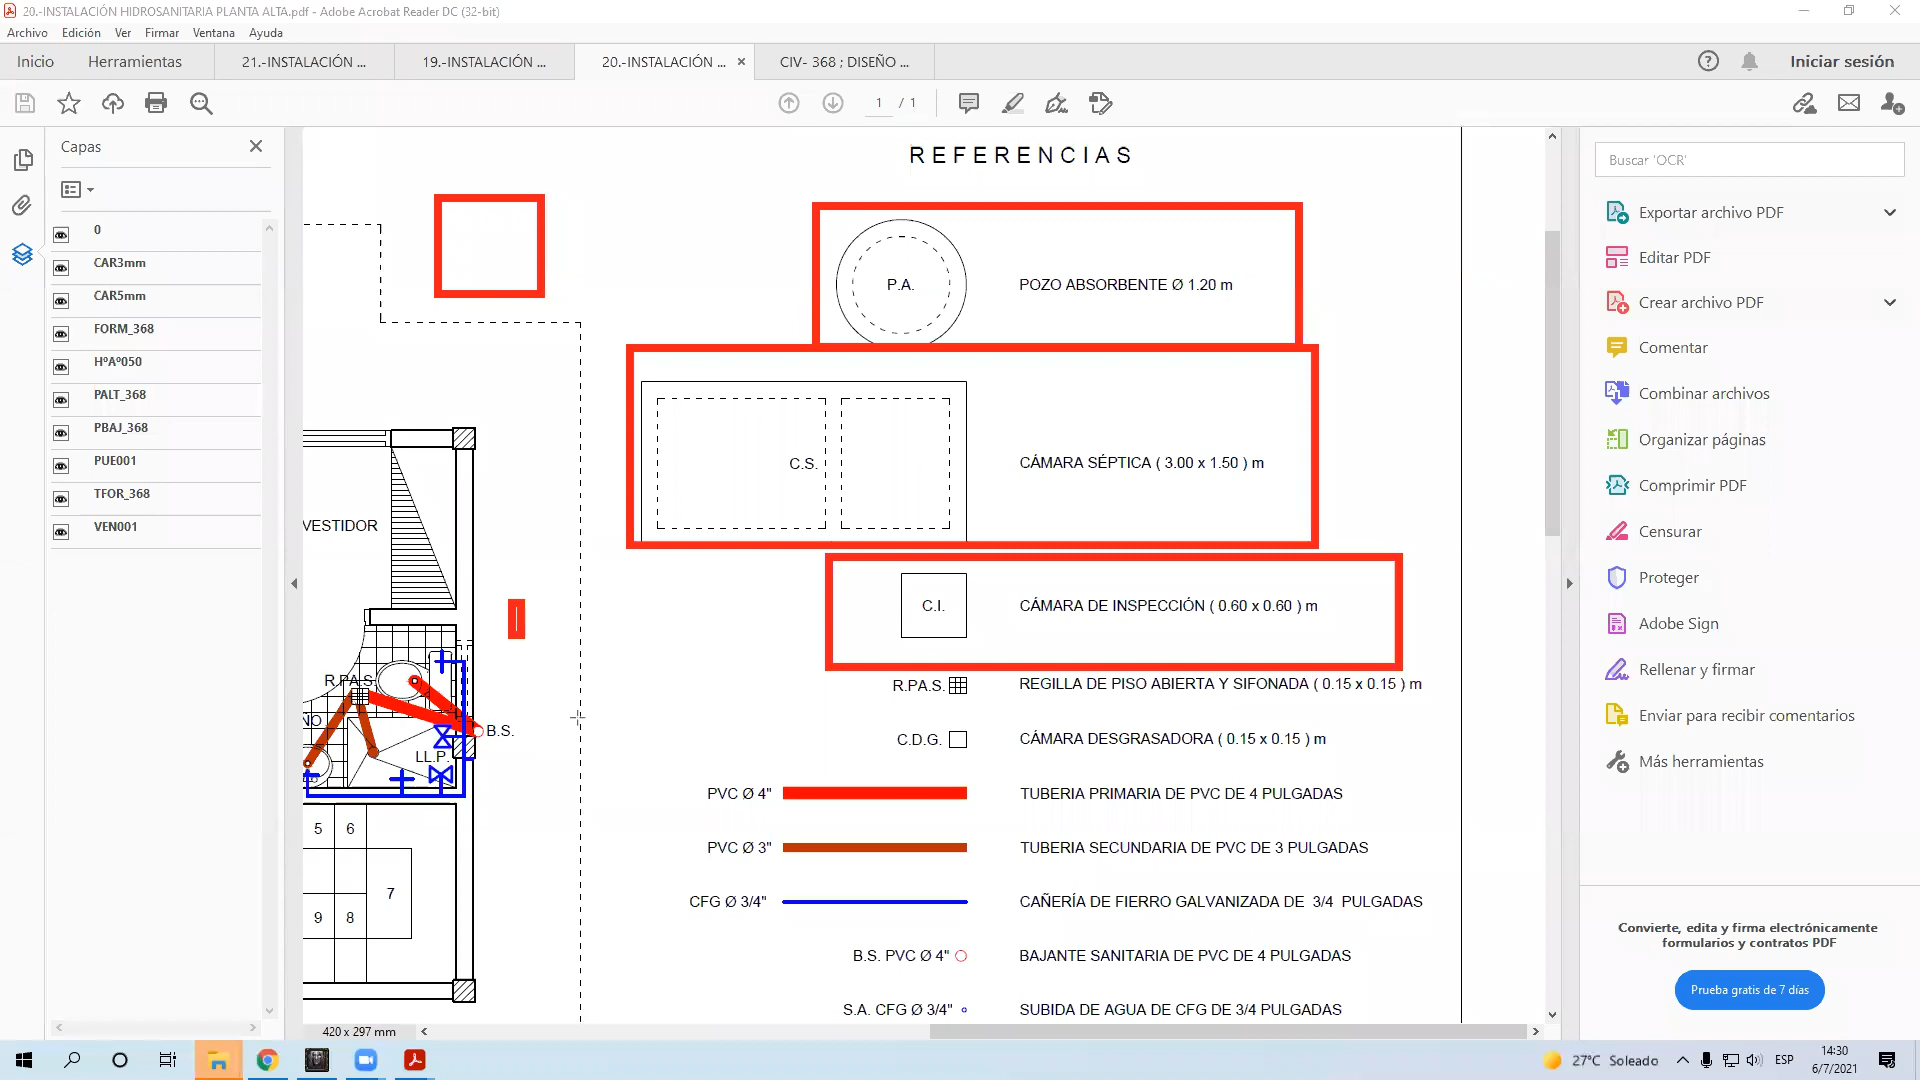 20.-INSTALACIÓN HIDROSANITARIA PLANTA ALTA.pdf - Adobe Acrobat Reader DC (32-bit)
Archivo Edición Ver Firmar Ventana Ayuda
Inicio Herramientas 21.-INSTALACIÓN ... 19.-INSTALACIÓN ... 20.-INSTALACIÓN ... CIV- 368 ; DISEÑO ... Iniciar sesión
1 / 1
Capas
0
CAR3mm
CAR5mm
FORM_368
HºAº050
PALT_368
PBAJ_368
PUE001
TFOR_368
VEN001
REFERENCIAS
P.A. POZO ABSORBENTE Ø 1.20 m
C.S. CÁMARA SÉPTICA ( 3.00 x 1.50 ) m
C.I. CÁMARA DE INSPECCIÓN ( 0.60 x 0.60 ) m
R.PA.S. REGILLA DE PISO ABIERTA Y SIFONADA ( 0.15 x 0.15 ) m
C.D.G. CÁMARA DESGRASADORA ( 0.15 x 0.15 ) m
PVC Ø 4" TUBERIA PRIMARIA DE PVC DE 4 PULGADAS
PVC Ø 3" TUBERIA SECUNDARIA DE PVC DE 3 PULGADAS
CFG Ø 3/4" CAÑERÍA DE FIERRO GALVANIZADA DE 3/4 PULGADAS
B.S. PVC Ø 4" BAJANTE SANITARIA DE PVC DE 4 PULGADAS
S.A. CFG Ø 3/4" SUBIDA DE AGUA DE CFG DE 3/4 PULGADAS
VESTIDOR
R.PA.S.
ÑO
B.S.
LL.P.
5 6
7
9 8
420 x 297 mm
Buscar 'OCR'
Exportar archivo PDF
Editar PDF
Crear archivo PDF
Comentar
Combinar archivos
Organizar páginas
Comprimir PDF
Censurar
Proteger
Adobe Sign
Rellenar y firmar
Enviar para recibir comentarios
Más herramientas
Convierte, edita y firma electrónicamente
formularios y contratos PDF
Prueba gratis de 7 días
27°C Soleado ESP 14:30
6/7/2021